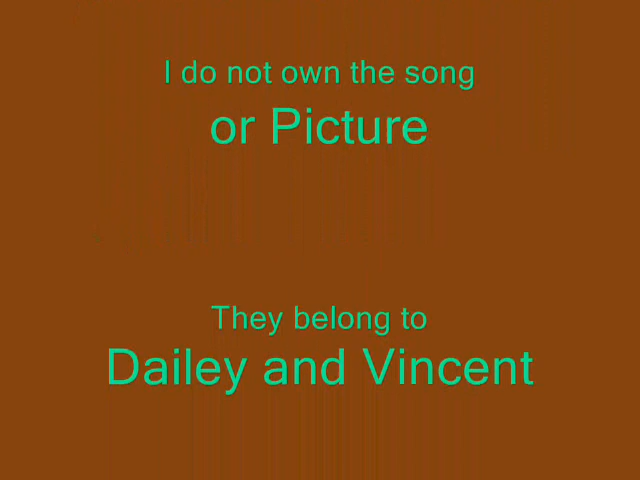 I do not own the song
or Picture
They belong to
Dailey and Vincent